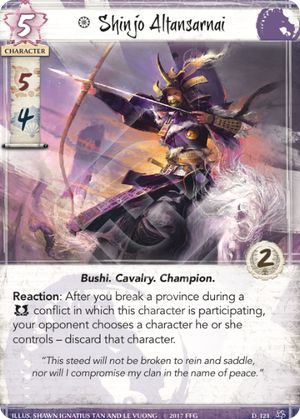 5
Shinjo Altansarnai
CHARACTER
5
4
2
Bushi. Cavalry. Champion.
Reaction: After you break a province during a
conflict in which this character is participating,
your opponent chooses a character he or she
controls – discard that character.
“This steed will not be broken to rein and saddle,
nor will I compromise my clan in the name of peace.”
ILLUS. SHAWN IGNATIUS TAN AND LE VUONG. © 2017 FFG D 121